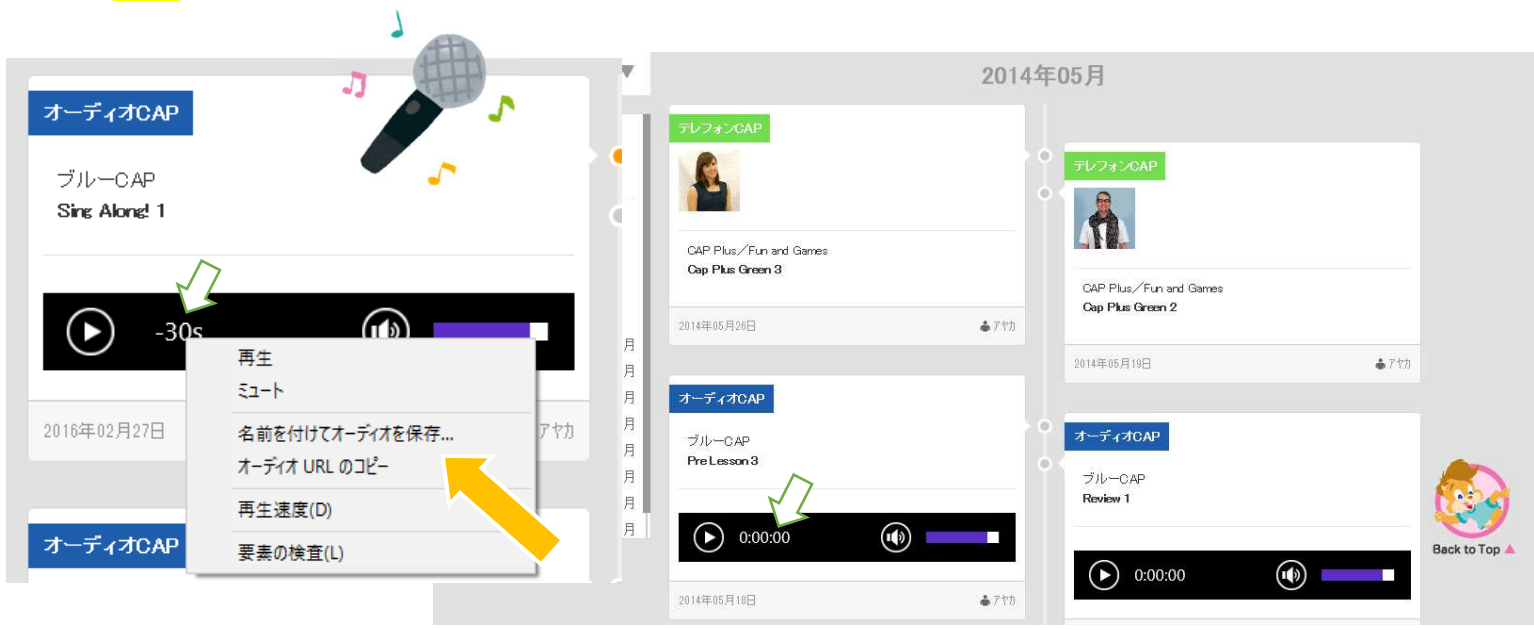 オーディオCAP
ブルーCAP
Sing Along! 1
-30s
再生
ミュート
名前を付けてオーディオを保存...
オーディオ URL のコピー
再生速度(D)
要素の検査(L)
2016年02月27日
アヤカ
オーディオCAP
▼
月
月
月
月
月
月
月
月
2014年05月
テレフォンCAP
CAP Plus／Fun and Games
Cap Plus Green 3
2014年05月26日
アヤカ
テレフォンCAP
CAP Plus／Fun and Games
Cap Plus Green 2
2014年05月19日
アヤカ
オーディオCAP
ブルーCAP
Pre Lesson 3
0:00:00
2014年05月18日
アヤカ
オーディオCAP
ブルーCAP
Review 1
0:00:00
Back to Top ▲